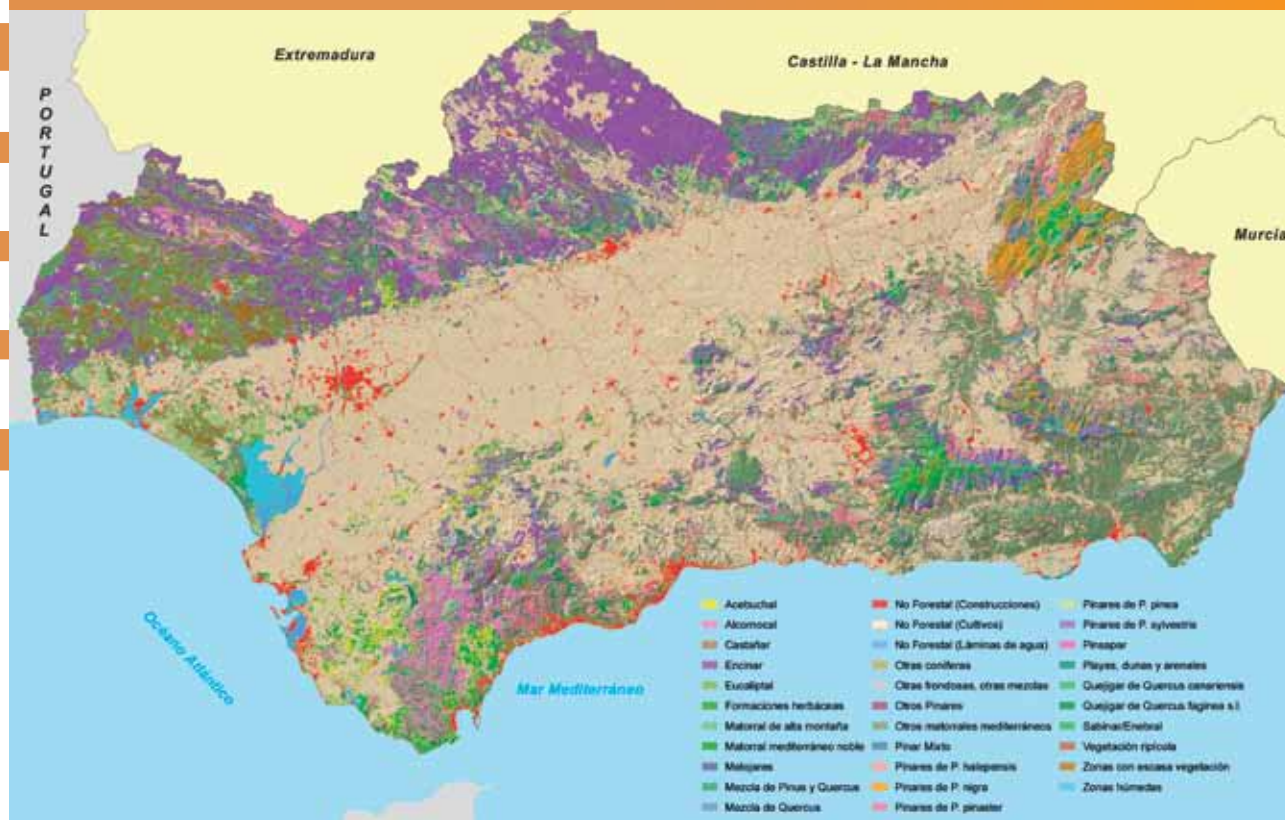 Extremadura
Castilla - La Mancha
PORTUGAL
Murcia
Océano Atlántico
Mar Mediterráneo
Acebuchal
Alcornocal
Castañar
Encinar
Eucaliptal
Formaciones herbáceas
Matorral de alta montaña
Matorral mediterráneo noble
Melojares
Mezcla de Pinus y Quercus
Mezcla de Quercus
No Forestal (Construcciones)
No Forestal (Cultivos)
No Forestal (Láminas de agua)
Otras coníferas
Otras frondosas, otras mezclas
Otros Pinares
Otros matorrales mediterráneos
Pinar Mixto
Pinares de P. halepensis
Pinares de P. nigra
Pinares de P. pinaster
Pinares de P. pinea
Pinares de P. sylvestris
Pinsapar
Playas, dunas y arenales
Quejigar de Quercus canariensis
Quejigar de Quercus faginea s.l.
Sabinar/Enebral
Vegetación ripícola
Zonas con escasa vegetación
Zonas húmedas